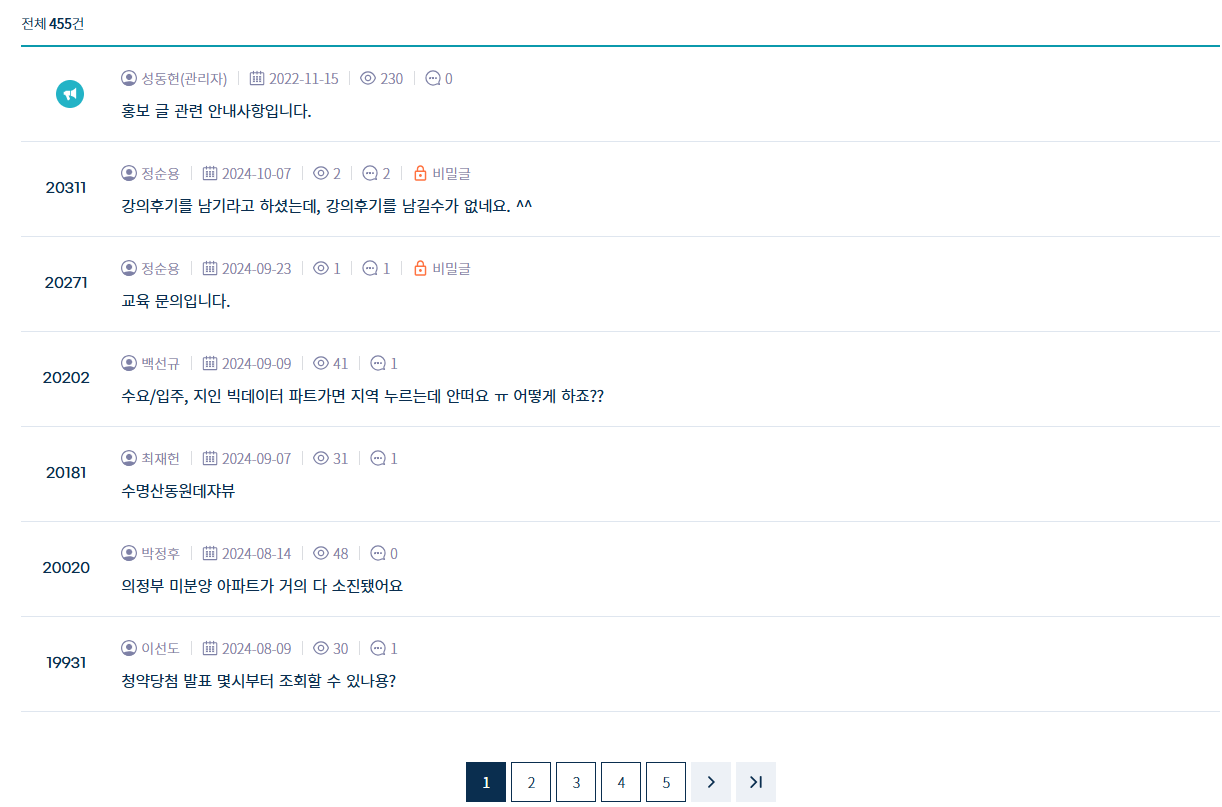 전체 455건
성동헌(관리자) 2022-11-15 230 0
홍보 글 관련 안내사항입니다.
20311
정순용 2024-10-07 2 2 비밀글
강의후기를 남기라고 하셨는데, 강의후기를 남길수가 없네요. ^^
20271
정순용 2024-09-23 1 1 비밀글
교육 문의입니다.
20202
백선규 2024-09-09 41 1
수요/입주, 지인 빅데이터 파트가면 지역 누르는데 안떠요 ㅠ 어떻게 하죠??
20181
최재헌 2024-09-07 31 1
수명산동원데쟈뷰
20020
박정후 2024-08-14 48 0
의정부 미분양 아파트가 거의 다 소진됐어요
19931
이선도 2024-08-09 30 1
청약당첨 발표 몇시부터 조회할 수 있나용?
1 2 3 4 5